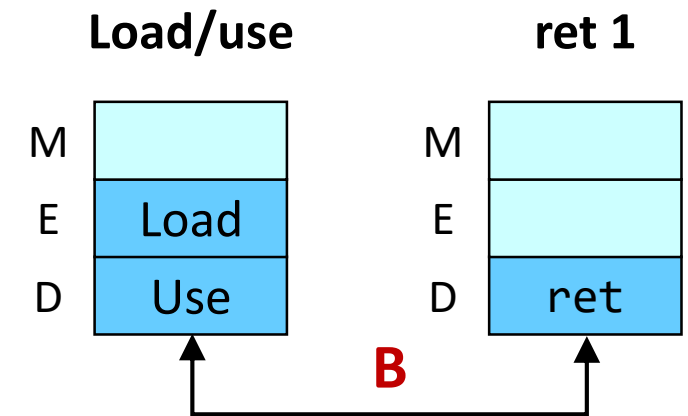 Load/use
ret 1
M
E Load
D Use
M
E
D ret
B